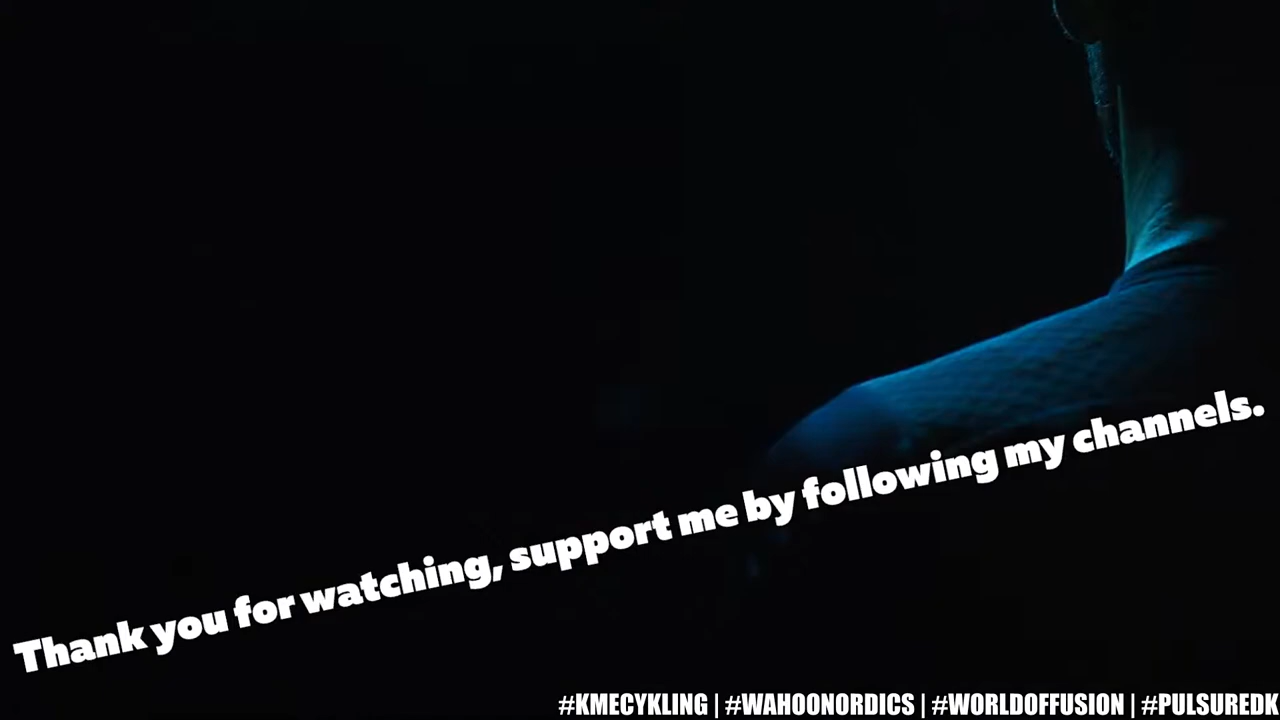 Thank you for watching, support me by following my channels.
#KMECYKLING | #WAHOONORDICS | #WORLDOFFUSION | #PULSUREDK